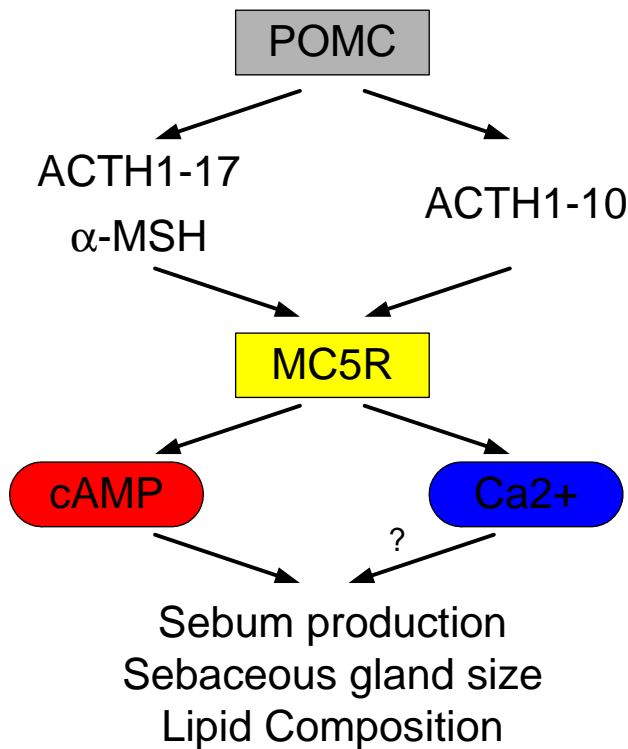 POMC
ACTH1-17
α-MSH
ACTH1-10
MC5R
cAMP
Ca2+
?
Sebum production
Sebaceous gland size
Lipid Composition